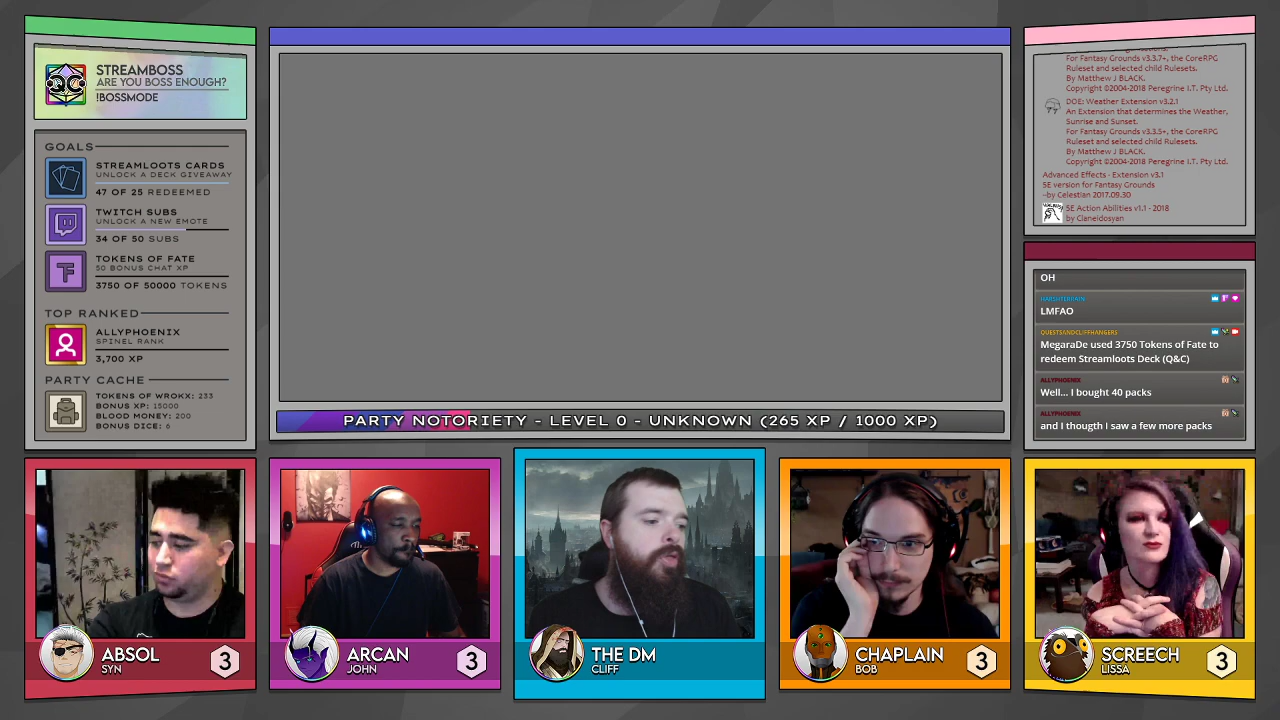 STREAMBOSS
ARE YOU BOSS ENOUGH?
!BOSSMODE
GOALS
STREAMLOOTS CARDS
UNLOCK A DECK GIVEAWAY
47 OF 25 REDEEMED
TWITCH SUBS
UNLOCK A NEW EMOTE
34 OF 50 SUBS
TOKENS OF FATE
50 BONUS CHAT XP
3750 OF 50000 TOKENS
TOP RANKED
ALLYPHOENIX
SPINEL RANK
3,700 XP
PARTY CACHE
TOKENS OF WROKX: 233
BONUS XP: 15000
BLOOD MONEY: 200
BONUS DICE: 6
PARTY NOTORIETY - LEVEL 0 - UNKNOWN (265 XP / 1000 XP)
For Fantasy Grounds v3.3.7+, the CoreRPG
Ruleset and selected child Rulesets.
By Matthew J BLACK.
Copyright ©2004-2018 Peregrine I.T. Pty Ltd.
DOE: Weather Extension v3.2.1
An Extension that determines the Weather,
Sunrise and Sunset.
For Fantasy Grounds v3.3.5+, the CoreRPG
Ruleset and selected child Rulesets.
By Matthew J BLACK.
Copyright ©2004-2018 Peregrine I.T. Pty Ltd.
Advanced Effects - Extension v3.1
5E version for Fantasy Grounds
~by Celestian 2017.09.30
5E Action Abilities v1.1 - 2018
by Claneidosyan
OH
LMFAO
QUESTSANDCLIFFHANGERS
MegaraDe used 3750 Tokens of Fate to
redeem Streamloots Deck (Q&C)
ALLYPHOENIX
Well... I bought 40 packs
ALLYPHOENIX
and I thougth I saw a few more packs
ABSOL
SYN
3
ARCAN
JOHN
3
THE DM
CLIFF
CHAPLAIN
BOB
3
SCREECH
LISSA
3